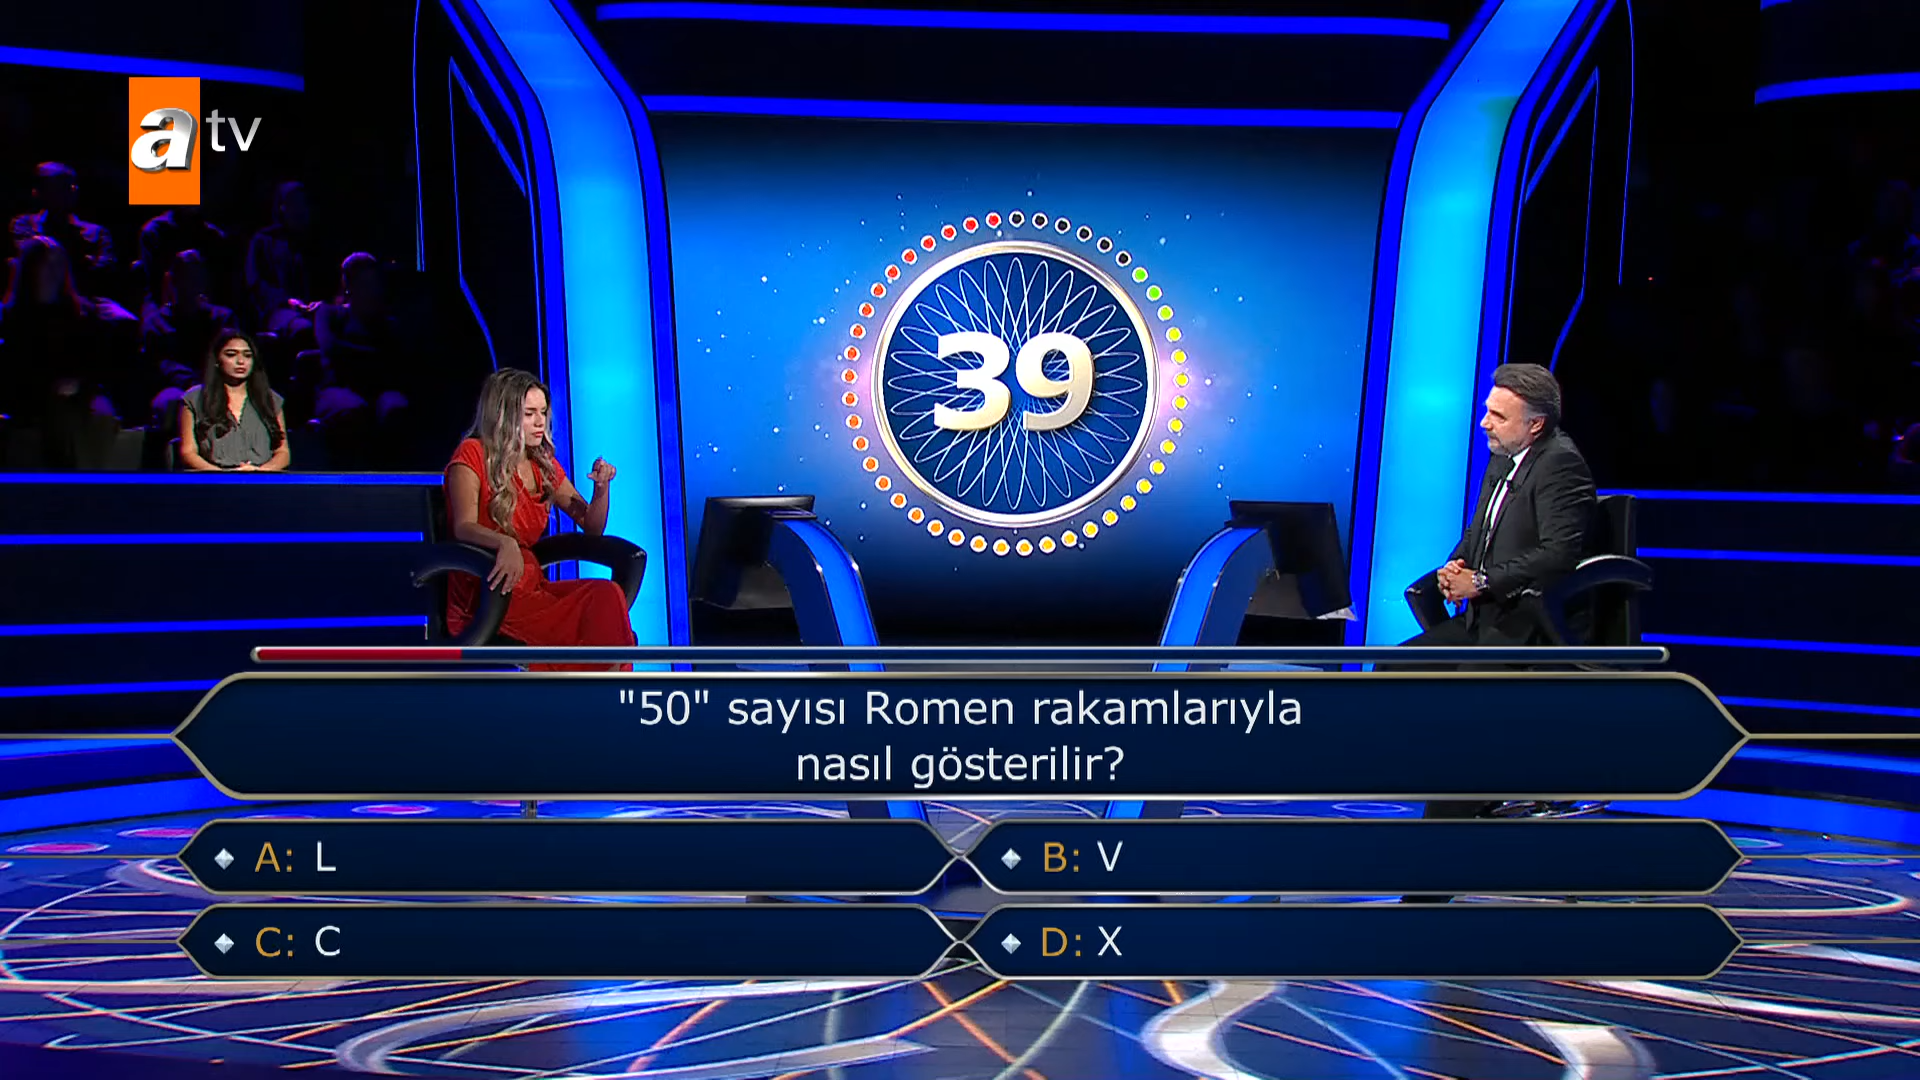 atv
39
"50" sayısı Romen rakamlarıyla
nasıl gösterilir?
A: L
B: V
C: C
D: X